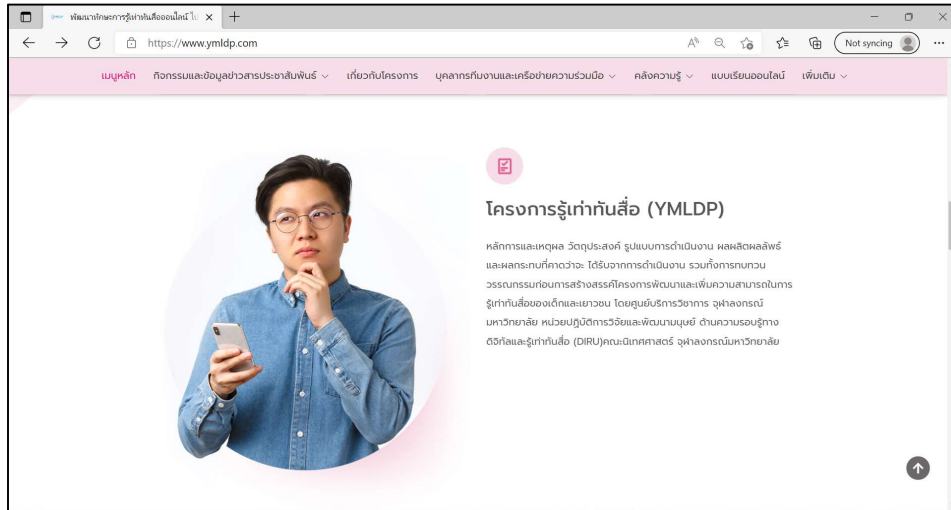 พัฒนาทักษะการรู้เท่าทันสื่อออนไลน์ ไป
https://www.ymldp.com
Not syncing
เมนูหลัก กิจกรรมและข้อมูลข่าวสารประชาสัมพันธ์ เกี่ยวกับโครงการ บุคลากรทีมงานและเครือข่ายความร่วมมือ คลังความรู้ แบบเรียนออนไลน์ เพิ่มเติม
โครงการรู้เท่าทันสื่อ (YMLDP)
หลักการและเหตุผล วัตถุประสงค์ รูปแบบการดำเนินงาน ผลผลิตผลลัพธ์
และผลกระทบที่คาดว่าจะ ได้รับจากการดำเนินงาน รวมทั้งการทบทวน
วรรณกรรมก่อนการสร้างสรรค์โครงการพัฒนาและเพิ่มความสามารถในการ
รู้เท่าทันสื่อของเด็กและเยาวชน โดยศูนย์บริการวิชาการ จุฬาลงกรณ์
มหาวิทยาลัย หน่วยปฏิบัติการวิจัยและพัฒนามนุษย์ ด้านความรอบรู้ทาง
ดิจิทัลและรู้เท่าทันสื่อ (DIRU)คณะนิเทศศาสตร์ จุฬาลงกรณ์มหาวิทยาลัย